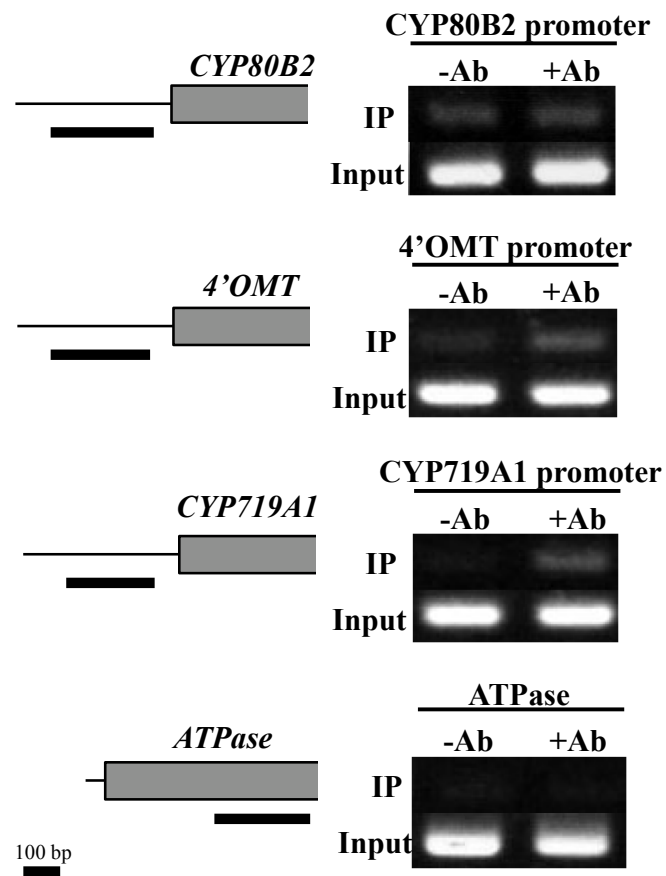 CYP80B2 promoter
CYP80B2
-Ab +Ab
IP
Input
4’OMT promoter
4’OMT
-Ab +Ab
IP
Input
CYP719A1 promoter
CYP719A1
-Ab +Ab
IP
Input
ATPase
ATPase
-Ab +Ab
IP
Input
100 bp